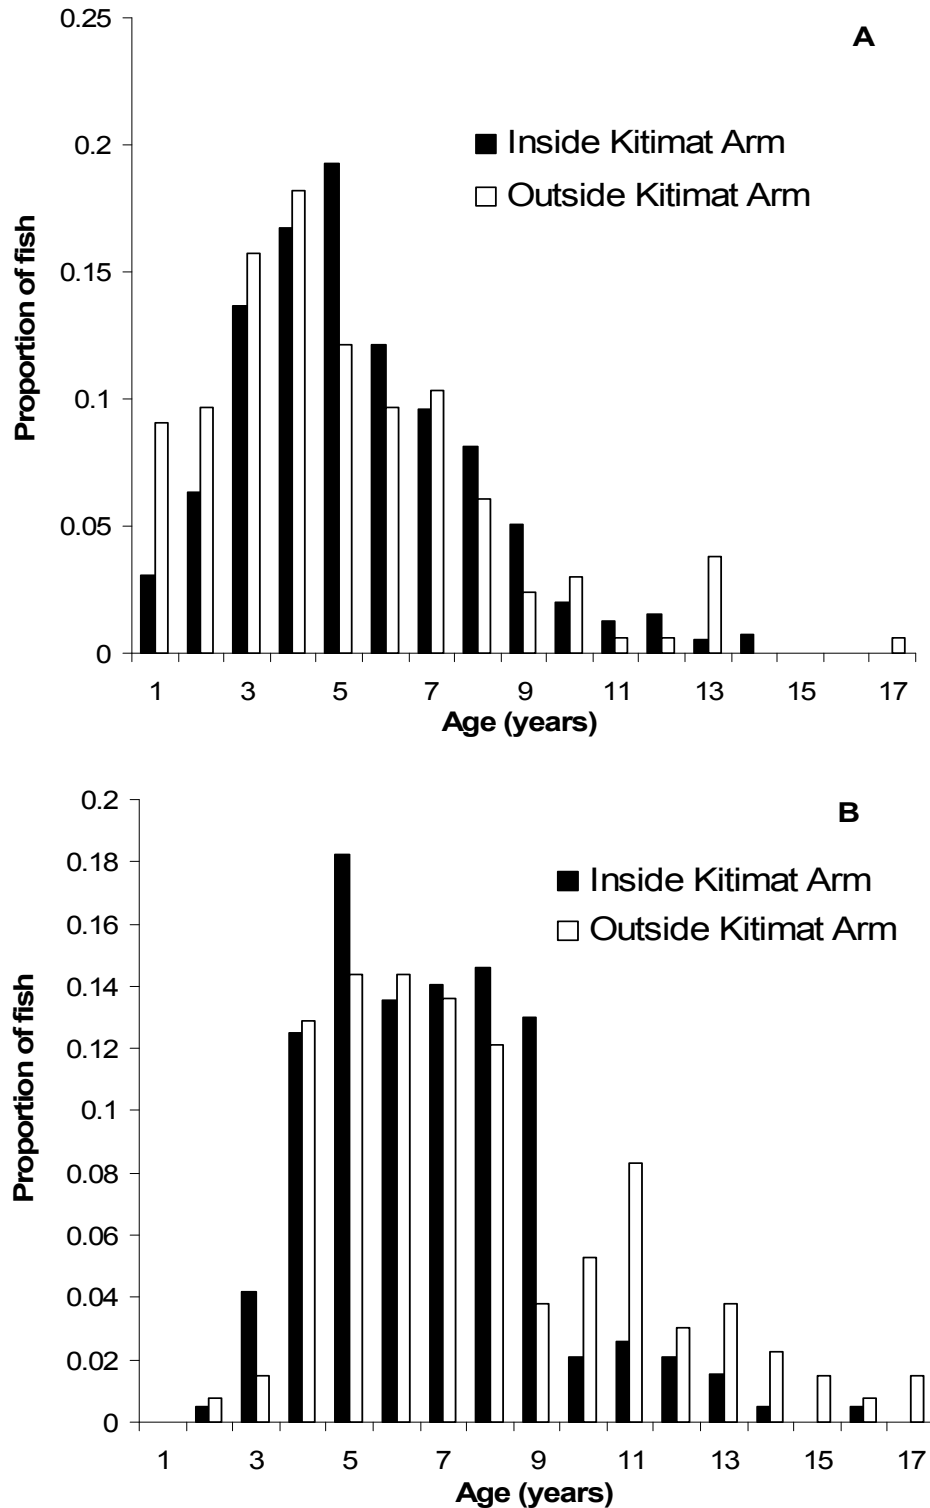 0.25
A
0.2
Inside Kitimat Arm
Outside Kitimat Arm
0.15
0.1
0.05
0
Proportion of fish
1 3 5 7 9 11 13 15 17
Age (years)
0.2
B
0.18
Inside Kitimat Arm
0.16
Outside Kitimat Arm
0.14
0.12
0.1
0.08
0.06
0.04
0.02
0
Proportion of fish
1 3 5 7 9 11 13 15 17
Age (years)